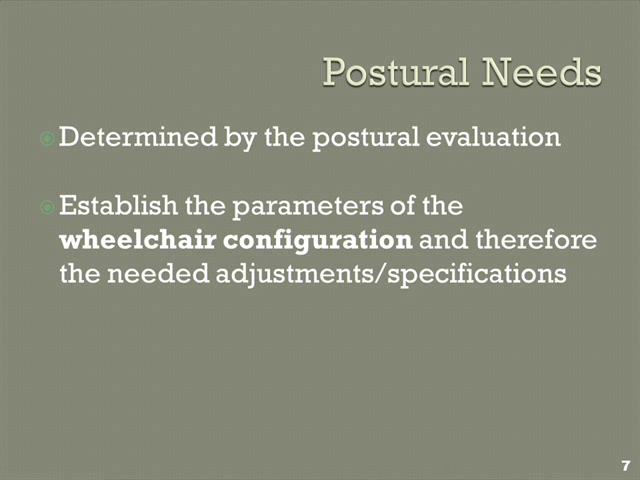 Postural Needs
Determined by the postural evaluation
Establish the parameters of the
wheelchair configuration and therefore
the needed adjustments/specifications
7